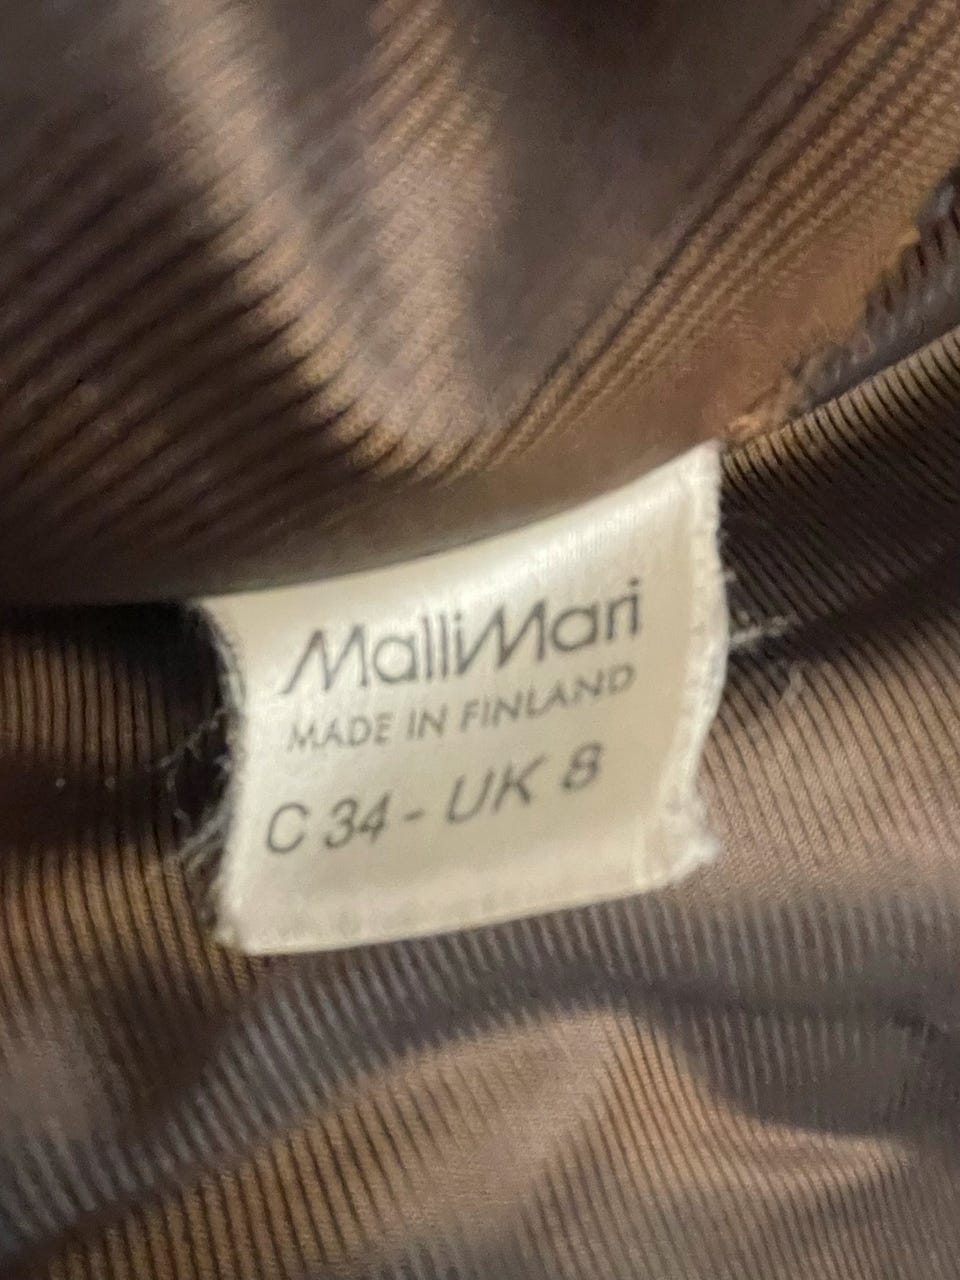 MalliMari
MADE IN FINLAND
C 34 - UK 8